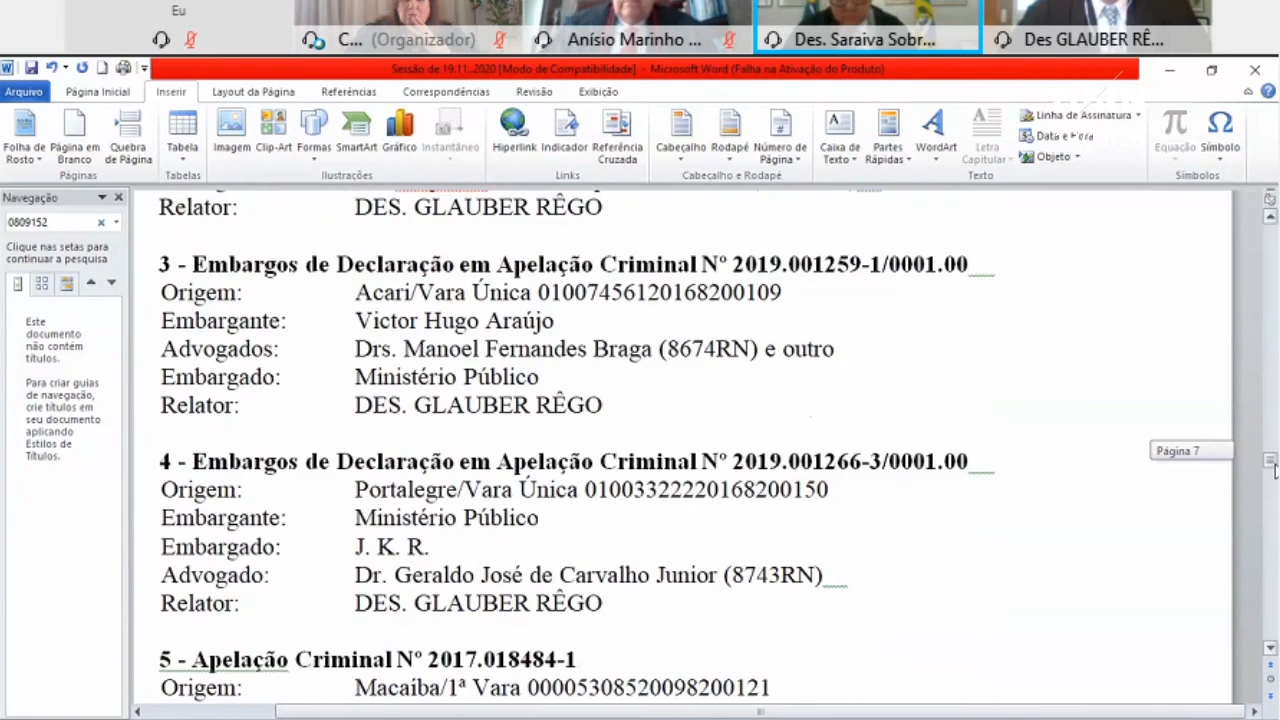 Eu
C... (Organizador)
Anísio Marinho ...
Des. Saraiva Sobr...
Des GLAUBER RÊ...
Sessão de 19.11..2020 [Modo de Compatibilidade] - Microsoft Word (Falha na Ativação do Produto)
Arquivo Página Inicial Inserir Layout da Página Referências Correspondências Revisão Exibição
Folha de Rosto
Página em Branco
Quebra de Página
Tabela
Imagem
Clip-Art
Formas
SmartArt
Gráfico
Instantâneo
Hiperlink
Indicador
Referência Cruzada
Cabeçalho
Rodapé
Número de Página
Caixa de Texto
Partes Rápidas
WordArt
Letra Capitular
Linha de Assinatura
Data e Hora
Objeto
Equação
Símbolo
Páginas Tabelas Ilustrações Links Cabeçalho e Rodapé Texto Símbolos
Navegação
0809152
Clique nas setas para
continuar a pesquisa
Este
documento
não contém
títulos.
Para criar guias
de navegação,
crie títulos em
seu documento
aplicando
Estilos de
Títulos.
Relator: DES. GLAUBER RÊGO
3 - Embargos de Declaração em Apelação Criminal Nº 2019.001259-1/0001.00
Origem: Acari/Vara Única 01007456120168200109
Embargante: Victor Hugo Araújo
Advogados: Drs. Manoel Fernandes Braga (8674RN) e outro
Embargado: Ministério Público
Relator: DES. GLAUBER RÊGO
4 - Embargos de Declaração em Apelação Criminal Nº 2019.001266-3/0001.00
Origem: Portalegre/Vara Única 01003322220168200150
Embargante: Ministério Público
Embargado: J. K. R.
Advogado: Dr. Geraldo José de Carvalho Junior (8743RN)
Relator: DES. GLAUBER RÊGO
5 - Apelação Criminal Nº 2017.018484-1
Origem: Macaíba/1ª Vara 00005308520098200121
Página 7